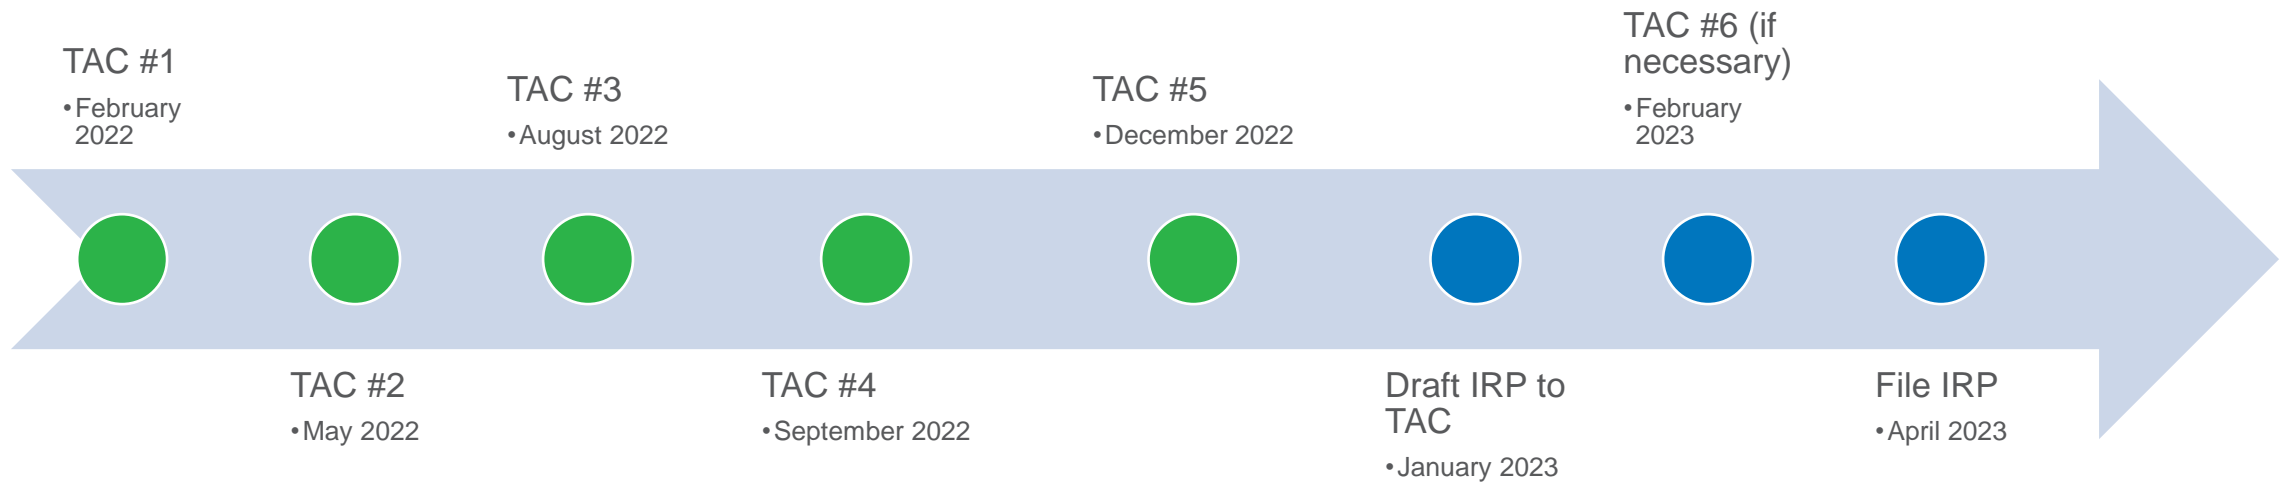 TAC #1
•February
2022
TAC #2
•May 2022
TAC #3
•August 2022
TAC #4
•September 2022
TAC #5
•December 2022
Draft IRP to
TAC
•January 2023
TAC #6 (if
necessary)
•February
2023
File IRP
•April 2023